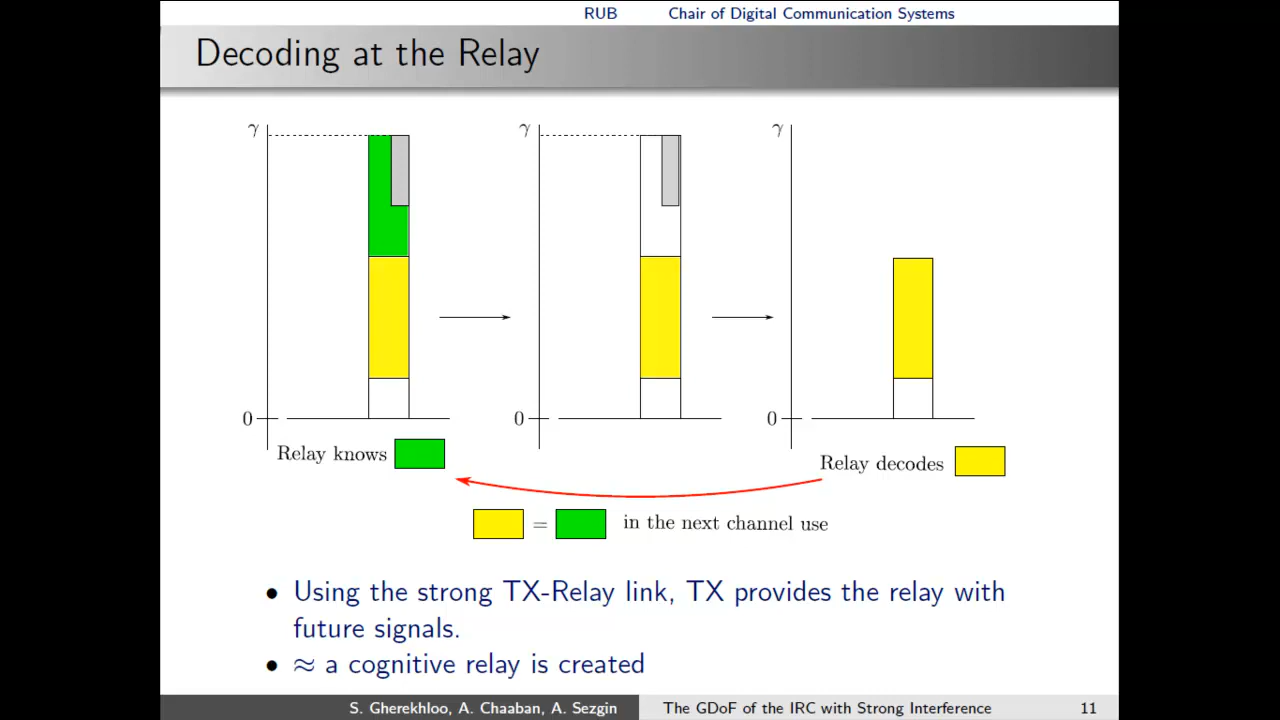 RUB Chair of Digital Communication Systems
Decoding at the Relay
γ γ γ
0 0 0
Relay knows
Relay decodes
= in the next channel use
• Using the strong TX-Relay link, TX provides the relay with
future signals.
• ≈ a cognitive relay is created
S. Gherekhloo, A. Chaaban, A. Sezgin The GDoF of the IRC with Strong Interference 11